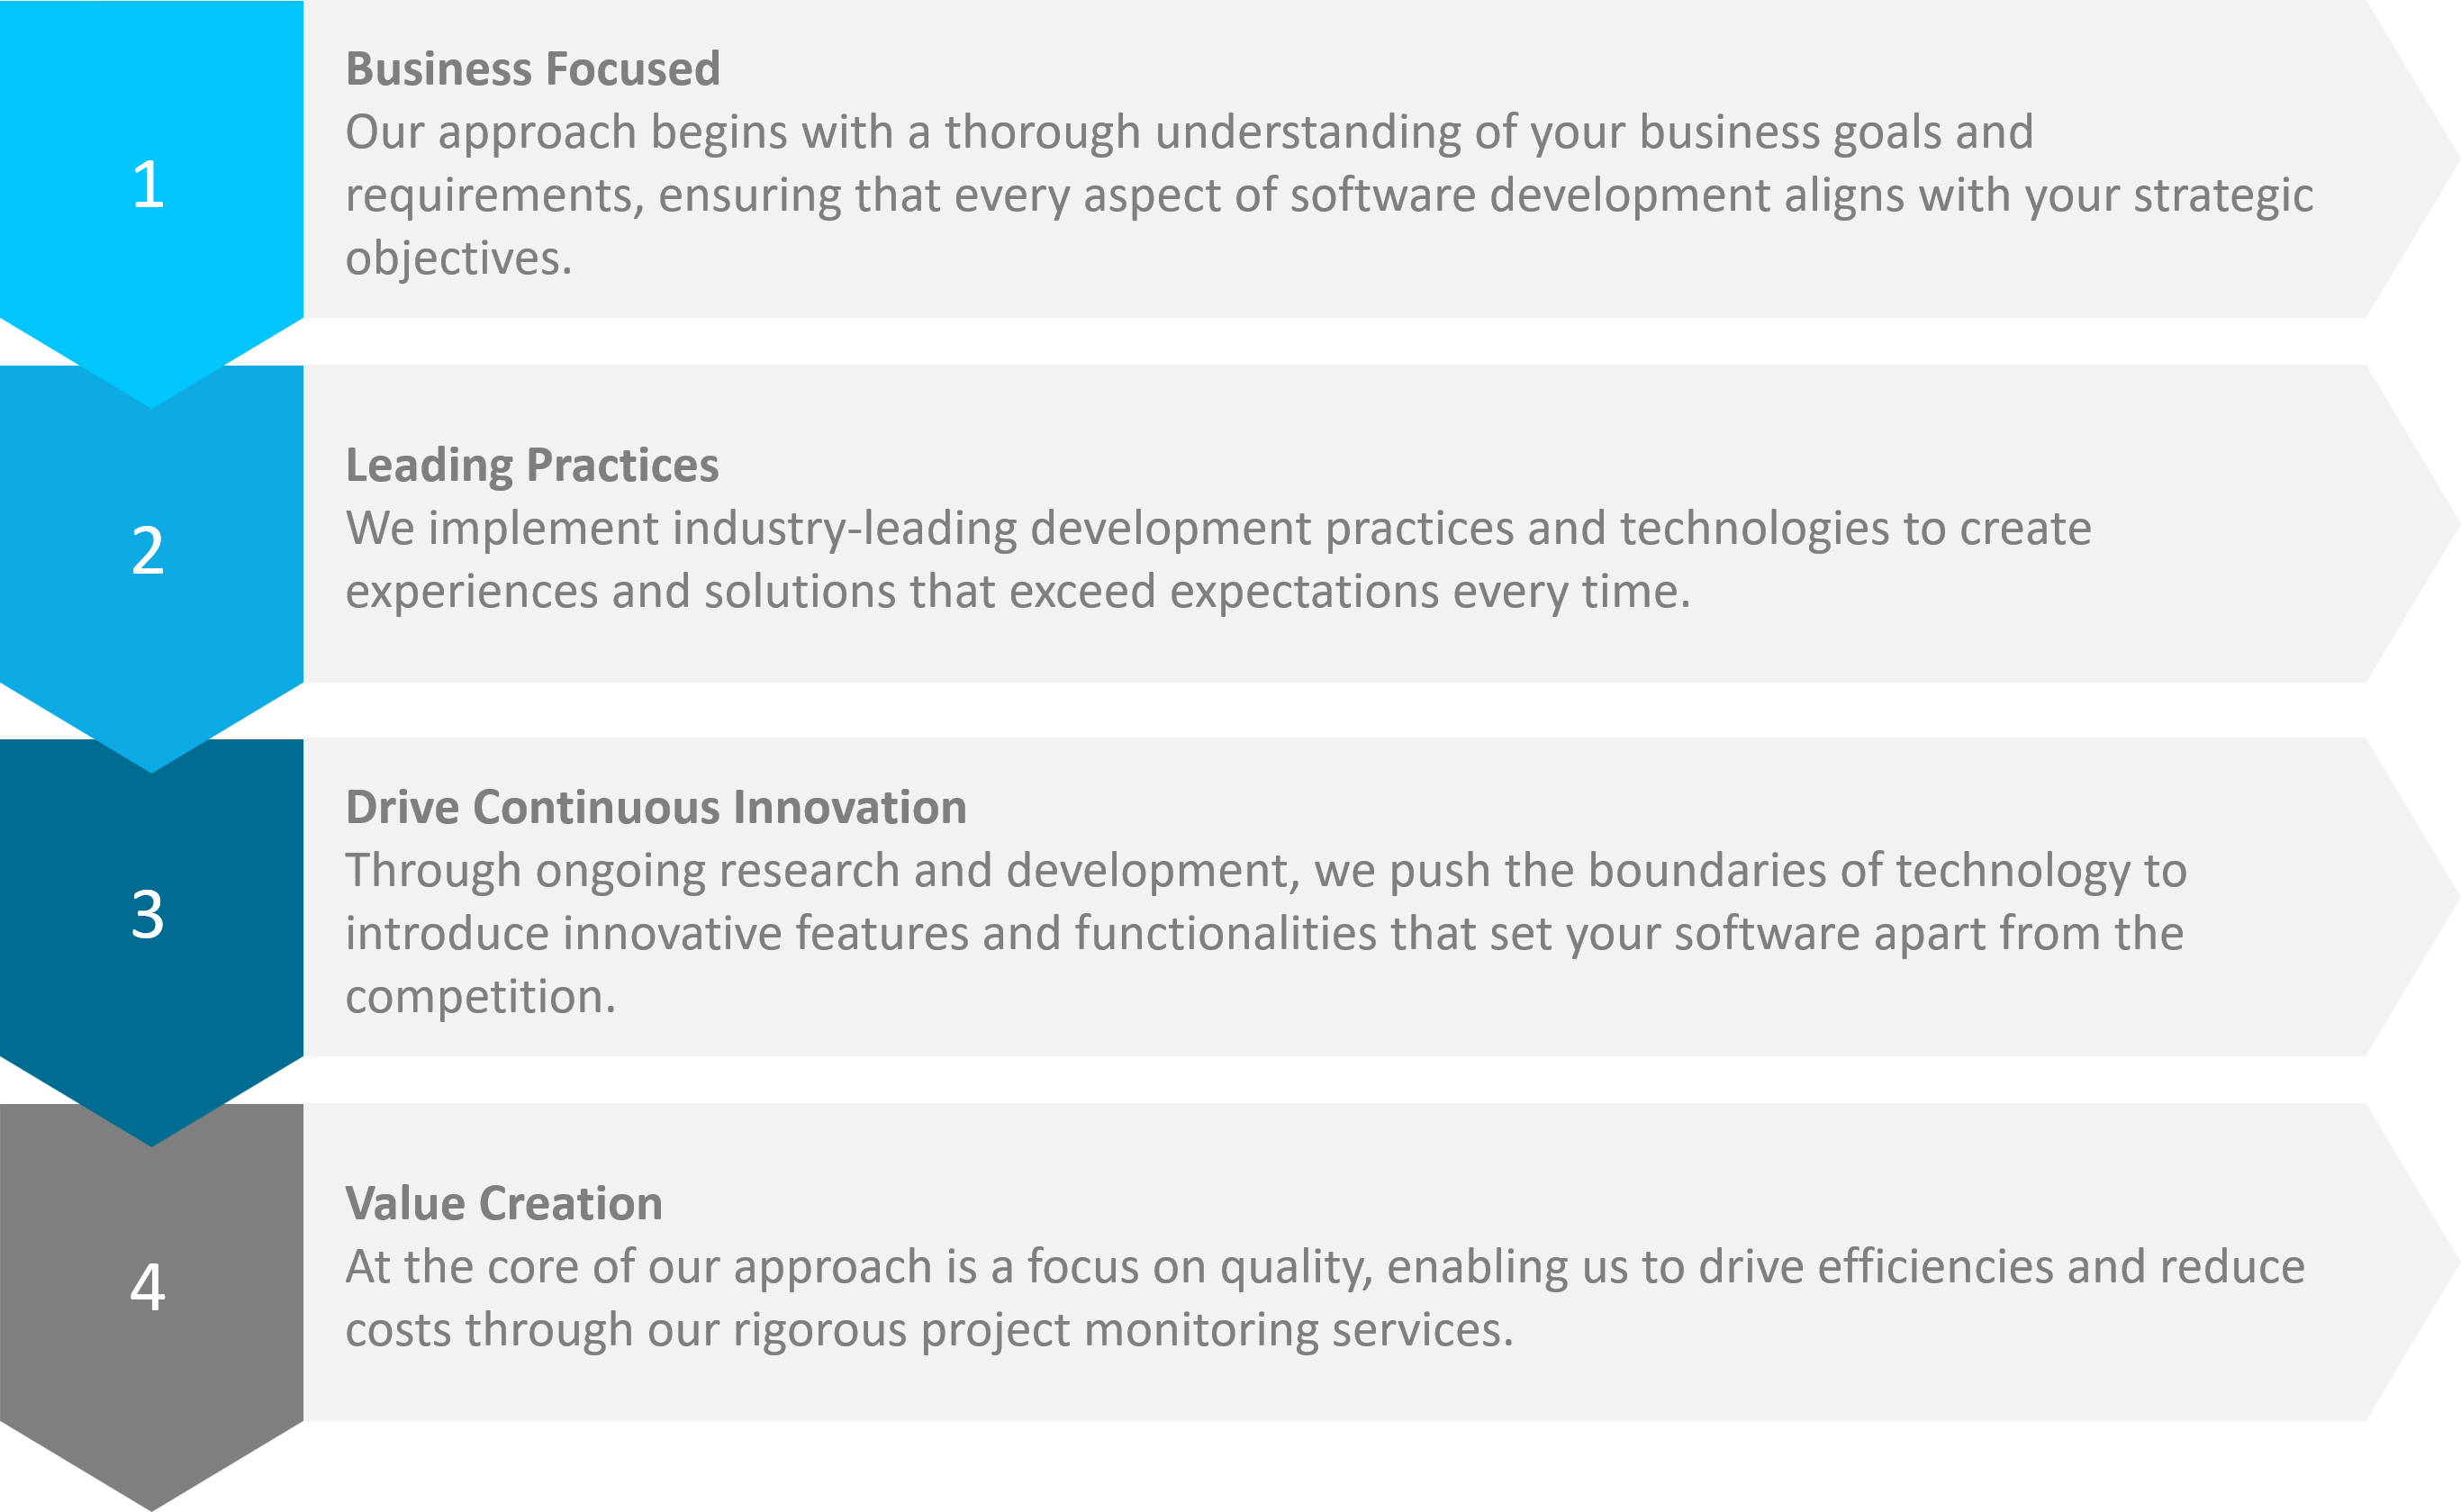 1
Business Focused
Our approach begins with a thorough understanding of your business goals and
requirements, ensuring that every aspect of software development aligns with your strategic
objectives.
2
Leading Practices
We implement industry-leading development practices and technologies to create
experiences and solutions that exceed expectations every time.
3
Drive Continuous Innovation
Through ongoing research and development, we push the boundaries of technology to
introduce innovative features and functionalities that set your software apart from the
competition.
4
Value Creation
At the core of our approach is a focus on quality, enabling us to drive efficiencies and reduce
costs through our rigorous project monitoring services.